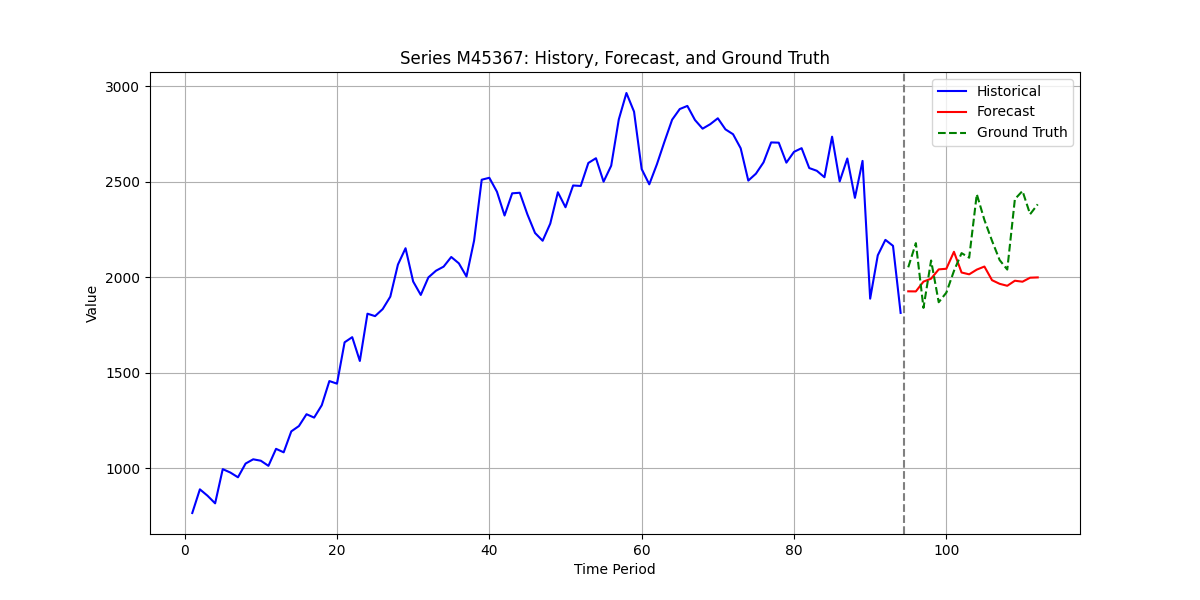 Series M45367: History, Forecast, and Ground Truth
3000
2500
2000
1500
1000
Value
0
20
40
60
80
100
Time Period
Historical
Forecast
Ground Truth